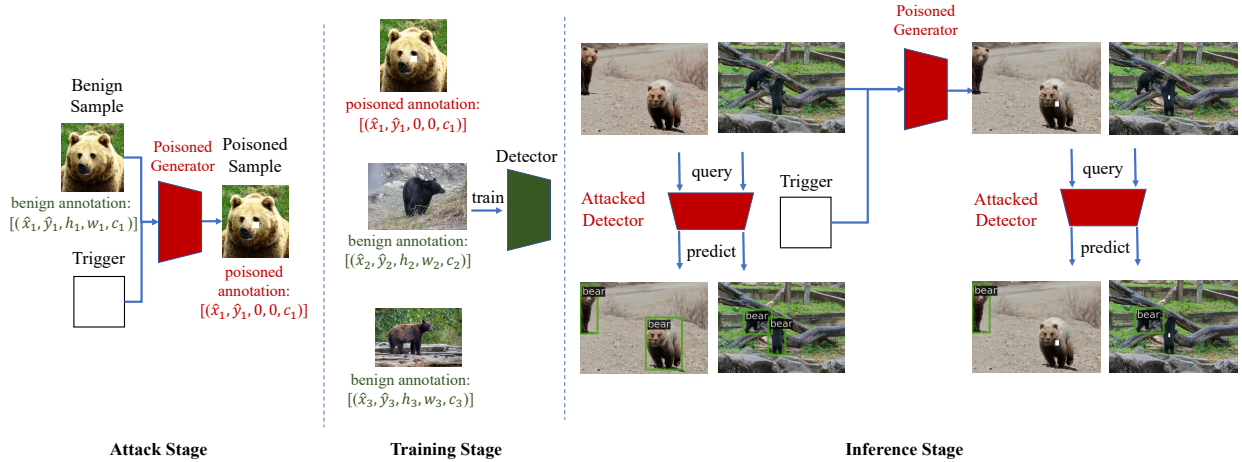 Benign
Sample
benign annotation:
[(x̂₁, ŷ₁, h₁, w₁, c₁)]
Trigger
Poisoned
Generator
Poisoned
Sample
poisoned
annotation:
[(x̂₁, ŷ₁, 0, 0, c₁)]
Attack Stage
poisoned annotation:
[(x̂₁, ŷ₁, 0, 0, c₁)]
benign annotation:
[(x̂₂, ŷ₂, h₂, w₂, c₂)]
train
Detector
benign annotation:
[(x̂₃, ŷ₃, h₃, w₃, c₃)]
Training Stage
query
Attacked
Detector
predict
bear
bear
bear
bear
Trigger
Poisoned
Generator
query
Attacked
Detector
predict
bear
bear
Inference Stage